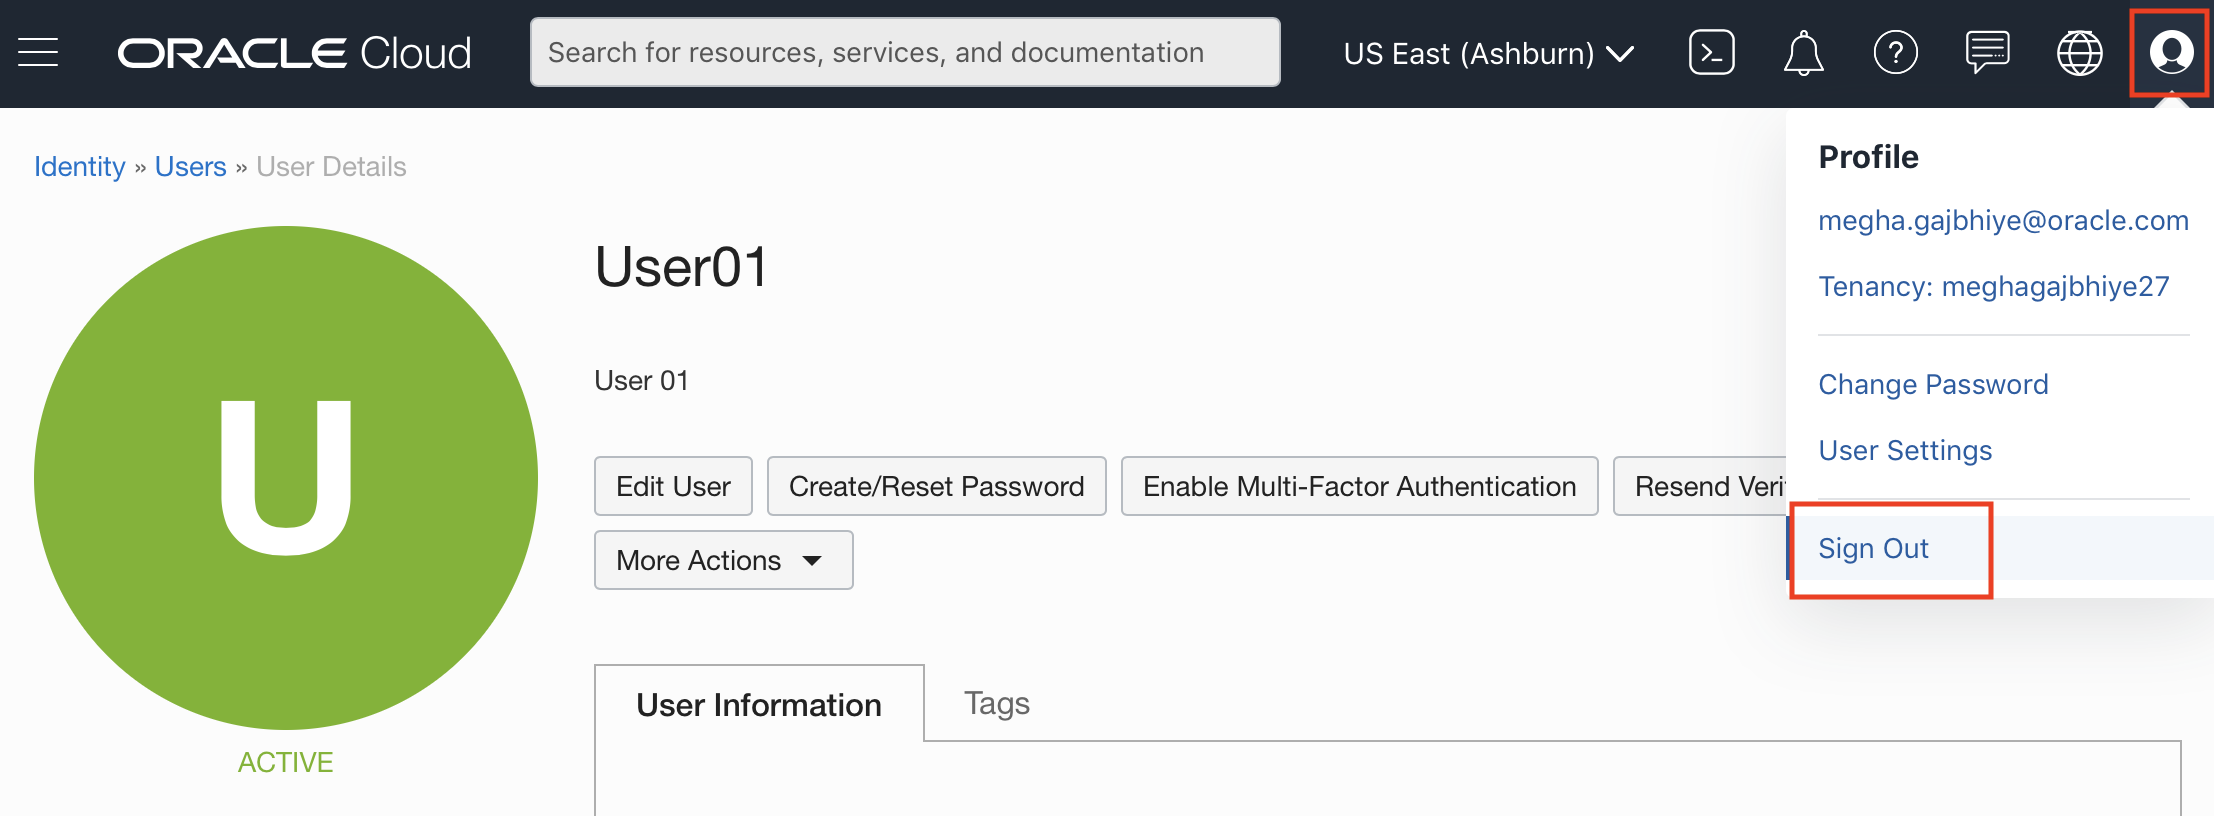 ORACLE Cloud
Search for resources, services, and documentation
US East (Ashburn)
Identity » Users » User Details
Profile
megha.gajbhiye@oracle.com
Tenancy: meghagajbhiye27
Change Password
User Settings
Sign Out
U
ACTIVE
User01
User 01
Edit User
Create/Reset Password
Enable Multi-Factor Authentication
Resend
More Actions
User Information
Tags